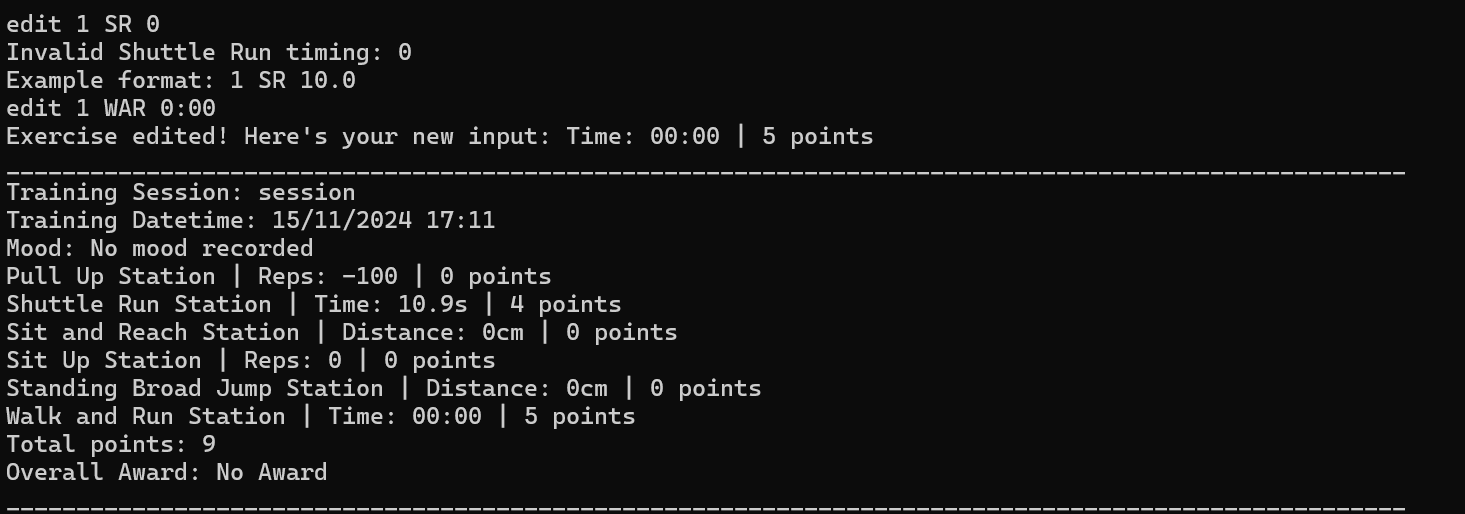 edit 1 SR 0
Invalid Shuttle Run timing: 0
Example format: 1 SR 10.0
edit 1 WAR 0:00
Exercise edited! Here's your new input: Time: 00:00 | 5 points
____________________________________________________________________________________________________
Training Session: session
Training Datetime: 15/11/2024 17:11
Mood: No mood recorded
Pull Up Station | Reps: -100 | 0 points
Shuttle Run Station | Time: 10.9s | 4 points
Sit and Reach Station | Distance: 0cm | 0 points
Sit Up Station | Reps: 0 | 0 points
Standing Broad Jump Station | Distance: 0cm | 0 points
Walk and Run Station | Time: 00:00 | 5 points
Total points: 9
Overall Award: No Award
____________________________________________________________________________________________________